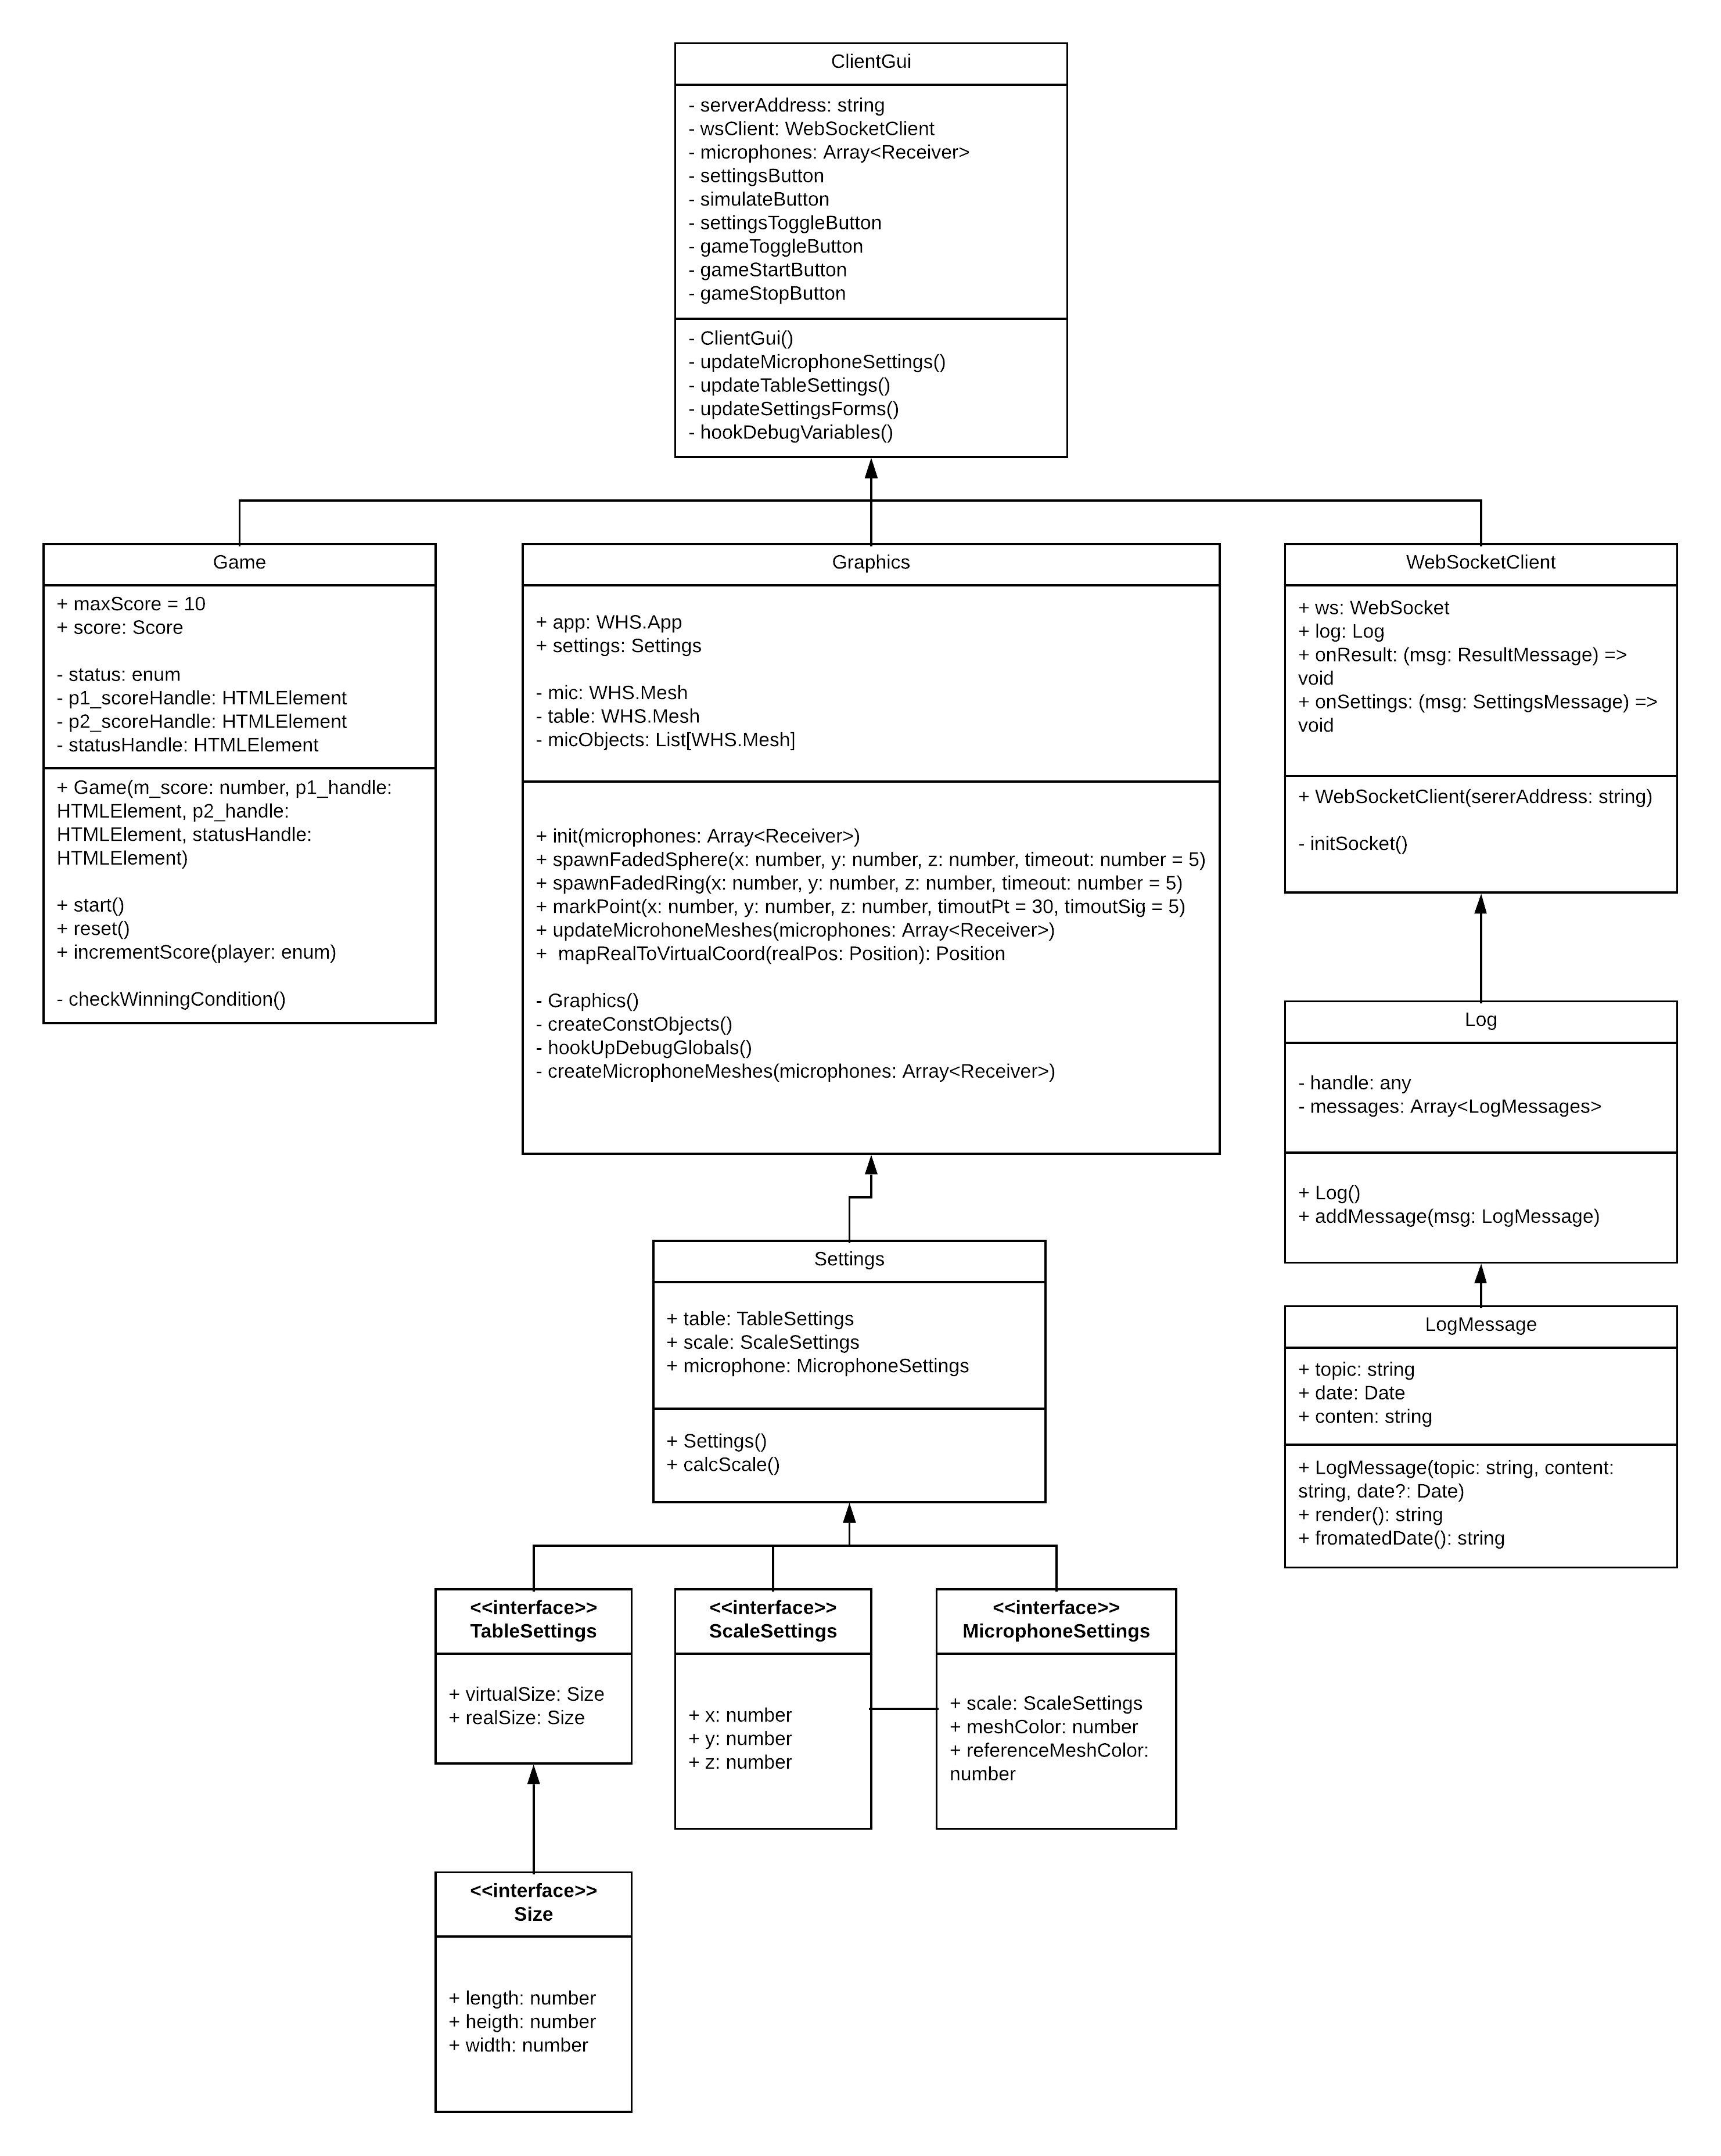 ClientGui
- serverAddress: string
- wsClient: WebSocketClient
- microphones: Array<Receiver>
- settingsButton
- simulateButton
- settingsToggleButton
- gameToggleButton
- gameStartButton
- gameStopButton
- ClientGui()
- updateMicrophoneSettings()
- updateTableSettings()
- updateSettingsForms()
- hookDebugVariables()
Game
+ maxScore = 10
+ score: Score
- status: enum
- p1_scoreHandle: HTMLElement
- p2_scoreHandle: HTMLElement
- statusHandle: HTMLElement
+ Game(m_score: number, p1_handle:
HTMLElement, p2_handle:
HTMLElement, statusHandle:
HTMLElement)
+ start()
+ reset()
+ incrementScore(player: enum)
- checkWinningCondition()
Graphics
+ app: WHS.App
+ settings: Settings
- mic: WHS.Mesh
- table: WHS.Mesh
- micObjects: List[WHS.Mesh]
+ init(microphones: Array<Receiver>)
+ spawnFadedSphere(x: number, y: number, z: number, timeout: number = 5)
+ spawnFadedRing(x: number, y: number, z: number, timeout: number = 5)
+ markPoint(x: number, y: number, z: number, timoutPt = 30, timoutSig = 5)
+ updateMicrohoneMeshes(microphones: Array<Receiver>)
+  mapRealToVirtualCoord(realPos: Position): Position
- Graphics()
- createConstObjects()
- hookUpDebugGlobals()
- createMicrophoneMeshes(microphones: Array<Receiver>)
WebSocketClient
+ ws: WebSocket
+ log: Log
+ onResult: (msg: ResultMessage) =>
void
+ onSettings: (msg: SettingsMessage) =>
void
+ WebSocketClient(sererAddress: string)
- initSocket()
Log
- handle: any
- messages: Array<LogMessages>
+ Log()
+ addMessage(msg: LogMessage)
LogMessage
+ topic: string
+ date: Date
+ conten: string
+ LogMessage(topic: string, content:
string, date?: Date)
+ render(): string
+ fromatedDate(): string
Settings
+ table: TableSettings
+ scale: ScaleSettings
+ microphone: MicrophoneSettings
+ Settings()
+ calcScale()
<<interface>>
TableSettings
+ virtualSize: Size
+ realSize: Size
<<interface>>
ScaleSettings
+ x: number
+ y: number
+ z: number
<<interface>>
MicrophoneSettings
+ scale: ScaleSettings
+ meshColor: number
+ referenceMeshColor:
number
<<interface>>
Size
+ length: number
+ heigth: number
+ width: number